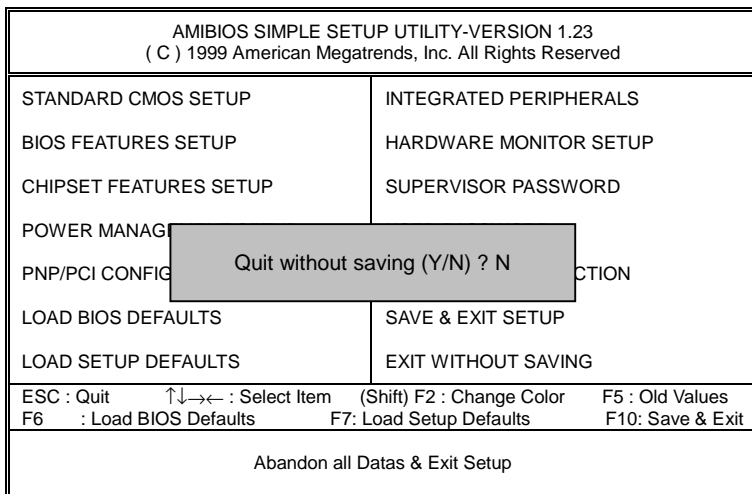 AMIBIOS SIMPLE SETUP UTILITY-VERSION 1.23
( C ) 1999 American Megatrends, Inc. All Rights Reserved
STANDARD CMOS SETUP
INTEGRATED PERIPHERALS
BIOS FEATURES SETUP
HARDWARE MONITOR SETUP
CHIPSET FEATURES SETUP
SUPERVISOR PASSWORD
POWER MANAG
Quit without saving (Y/N) ? N
PNP/PCI CONFIG
CTION
LOAD BIOS DEFAULTS
SAVE & EXIT SETUP
LOAD SETUP DEFAULTS
EXIT WITHOUT SAVING
ESC : Quit ↑↓→← : Select Item (Shift) F2 : Change Color F5 : Old Values
F6 : Load BIOS Defaults F7: Load Setup Defaults F10: Save & Exit
Abandon all Datas & Exit Setup